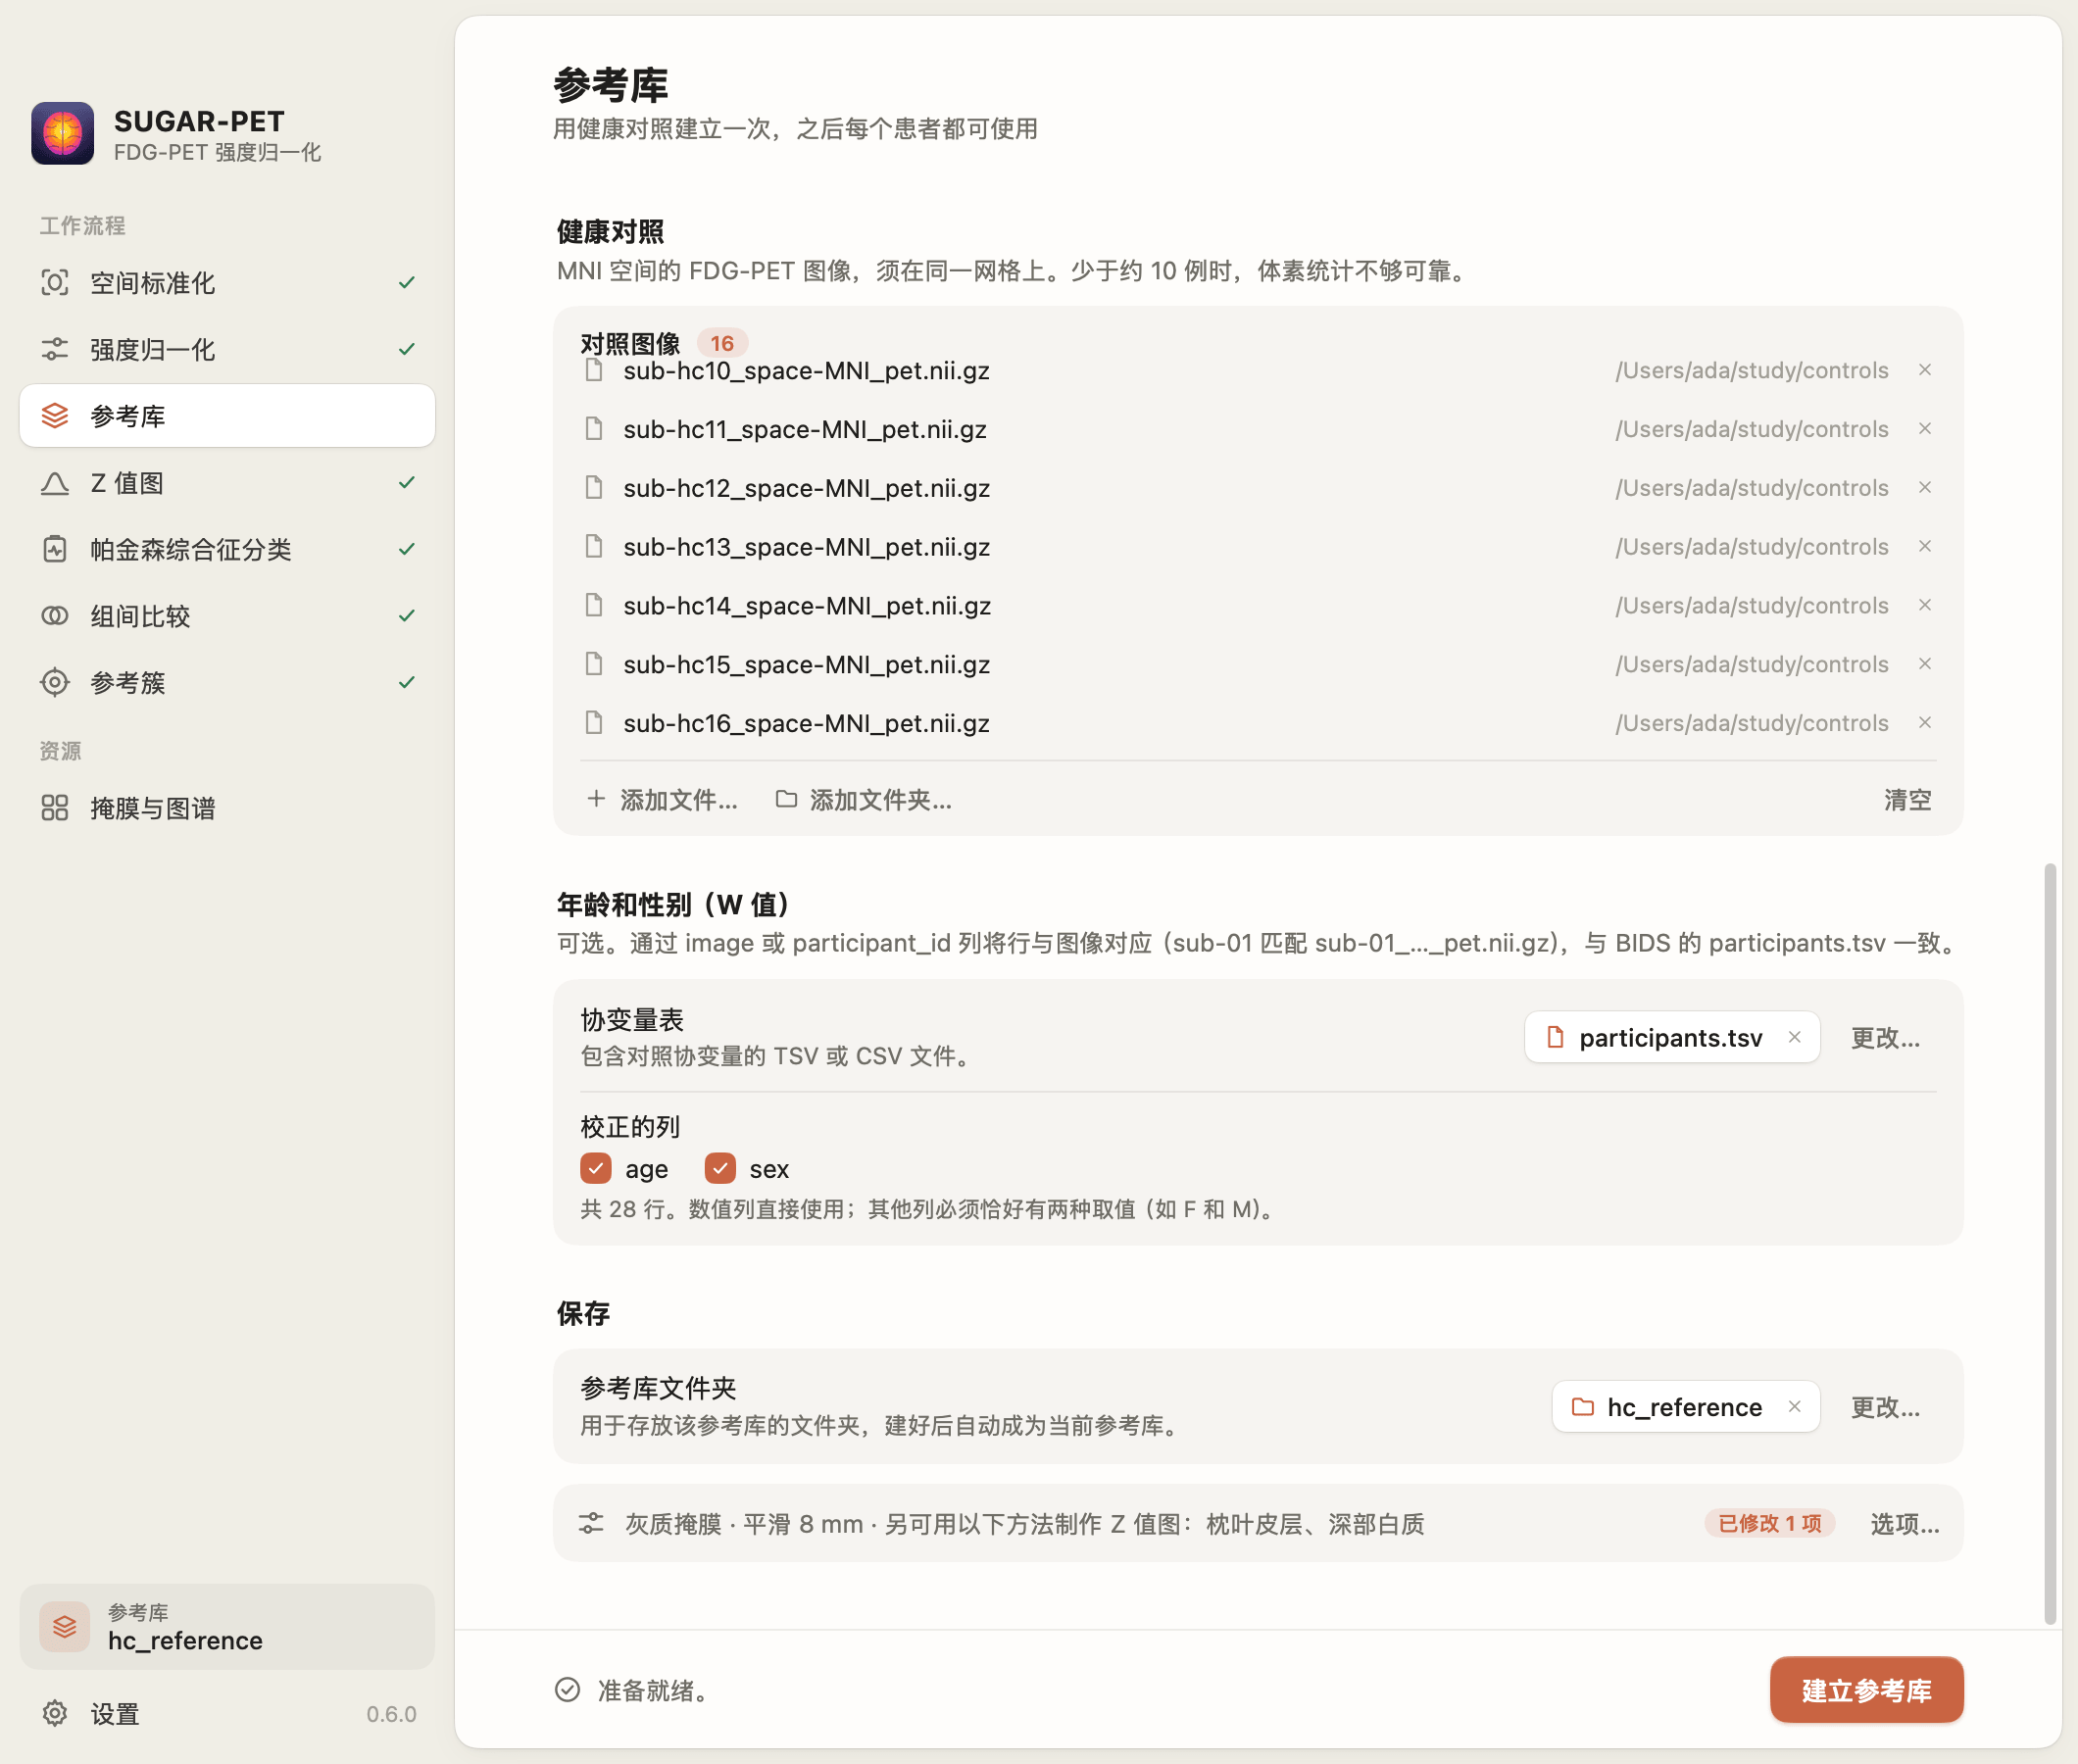 SUGAR-PET
FDG-PET 强度归一化
工作流程
空间标准化
强度归一化
参考库
Z 值图
帕金森综合征分类
组间比较
参考簇
资源
掩膜与图谱
参考库
hc_reference
设置
0.6.0
参考库
用健康对照建立一次，之后每个患者都可使用
健康对照
MNI 空间的 FDG-PET 图像，须在同一网格上。少于约 10 例时，体素统计不够可靠。
对照图像 16
sub-hc10_space-MNI_pet.nii.gz /Users/ada/study/controls
sub-hc11_space-MNI_pet.nii.gz /Users/ada/study/controls
sub-hc12_space-MNI_pet.nii.gz /Users/ada/study/controls
sub-hc13_space-MNI_pet.nii.gz /Users/ada/study/controls
sub-hc14_space-MNI_pet.nii.gz /Users/ada/study/controls
sub-hc15_space-MNI_pet.nii.gz /Users/ada/study/controls
sub-hc16_space-MNI_pet.nii.gz /Users/ada/study/controls
添加文件... 添加文件夹... 清空
年龄和性别（W 值）
可选。通过 image 或 participant_id 列将行与图像对应（sub-01 匹配 sub-01_..._pet.nii.gz），与 BIDS 的 participants.tsv 一致。
协变量表
包含对照协变量的 TSV 或 CSV 文件。
participants.tsv 更改...
校正的列
age sex
共 28 行。数值列直接使用；其他列必须恰好有两种取值（如 F 和 M）。
保存
参考库文件夹
用于存放该参考库的文件夹，建好后自动成为当前参考库。
hc_reference 更改...
灰质掩膜 · 平滑 8 mm · 另可用以下方法制作 Z 值图：枕叶皮层、深部白质 已修改 1 项 选项...
准备就绪。
建立参考库